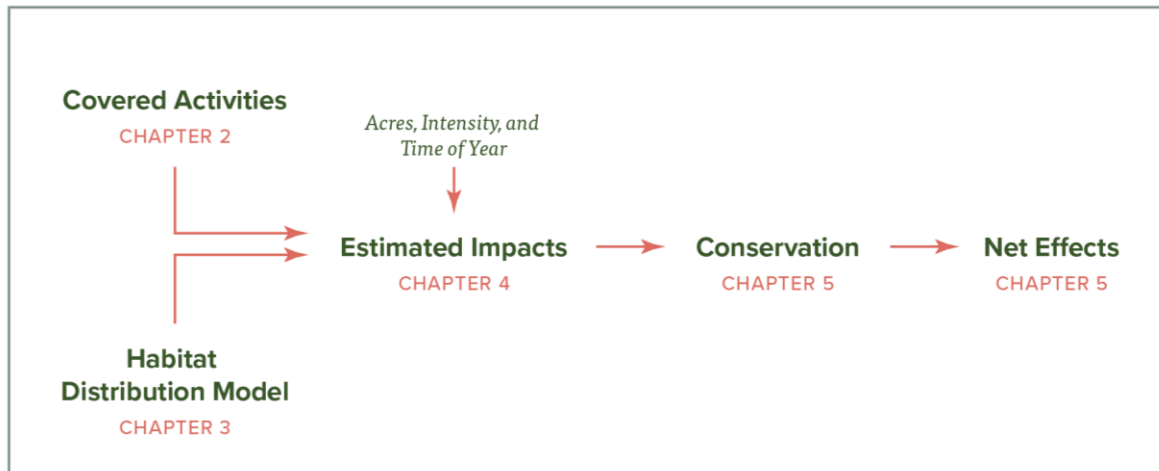 Covered Activities
CHAPTER 2
Acres, Intensity, and
Time of Year
Estimated Impacts
CHAPTER 4
Conservation
CHAPTER 5
Net Effects
CHAPTER 5
Habitat
Distribution Model
CHAPTER 3